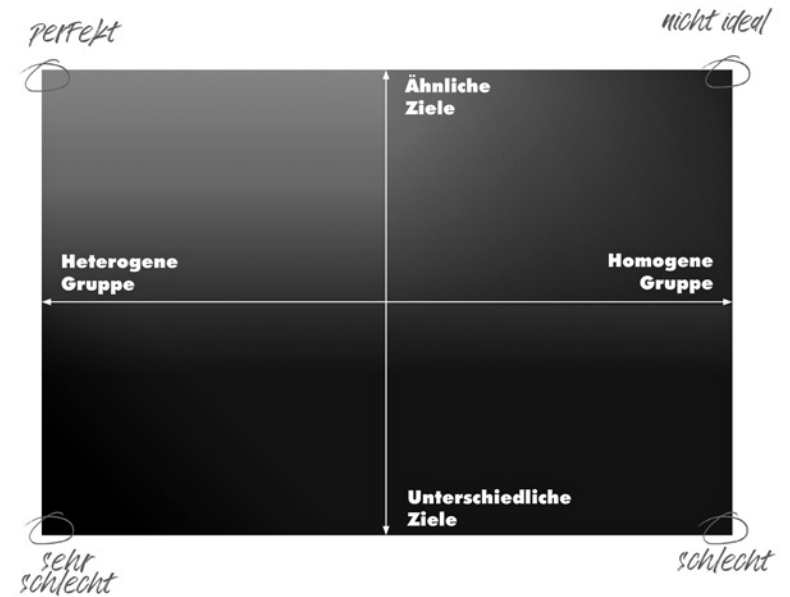 perfekt
nicht ideal
Ähnliche
Ziele
Heterogene
Gruppe
Homogene
Gruppe
Unterschiedliche
Ziele
sehr
schlecht
schlecht